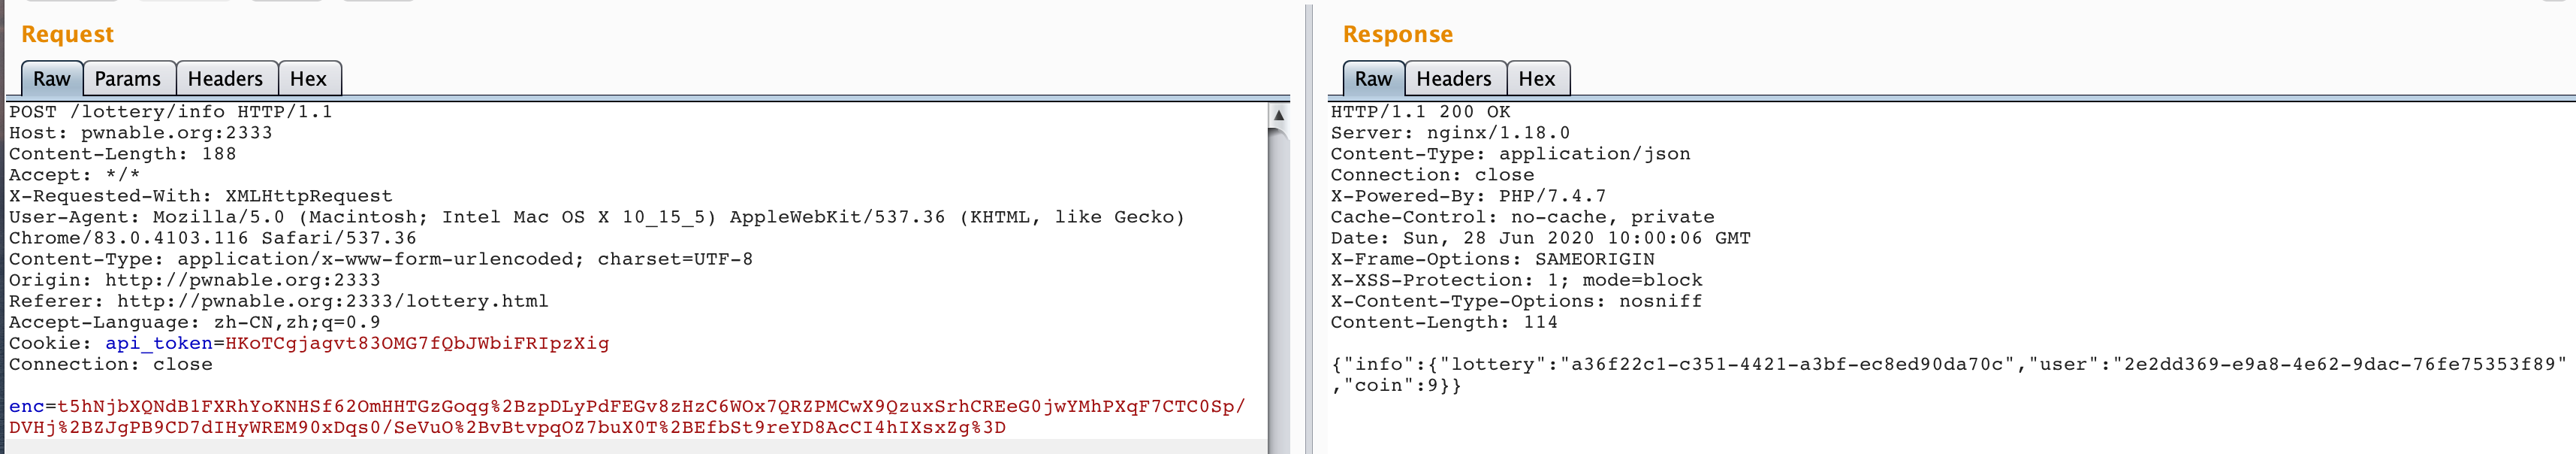 Request
Raw Params Headers Hex
POST /lottery/info HTTP/1.1
Host: pwnable.org:2333
Content-Length: 188
Accept: */*
X-Requested-With: XMLHttpRequest
User-Agent: Mozilla/5.0 (Macintosh; Intel Mac OS X 10_15_5) AppleWebKit/537.36 (KHTML, like Gecko)
Chrome/83.0.4103.116 Safari/537.36
Content-Type: application/x-www-form-urlencoded; charset=UTF-8
Origin: http://pwnable.org:2333
Referer: http://pwnable.org:2333/lottery.html
Accept-Language: zh-CN,zh;q=0.9
Cookie: api_token=HKoTCgjagvt83OMG7fQbJWbiFRIpzXig
Connection: close
enc=t5hNjbXQNdB1FXRhYoKNHSf62OmHHTGzGoqg%2BzpDLyPdFEGv8zHzC6WOx7QRZPMCwX9QzuxSrhCREeG0jwYMhPXqF7CTC0Sp/
DVHj%2BZJgPB9CD7dIHyWREM90xDqs0/SeVuO%2BvBtvpqOZ7buX0T%2BEfbSt9reYD8AcCI4hIXsxZg%3D
Response
Raw Headers Hex
HTTP/1.1 200 OK
Server: nginx/1.18.0
Content-Type: application/json
Connection: close
X-Powered-By: PHP/7.4.7
Cache-Control: no-cache, private
Date: Sun, 28 Jun 2020 10:00:06 GMT
X-Frame-Options: SAMEORIGIN
X-XSS-Protection: 1; mode=block
X-Content-Type-Options: nosniff
Content-Length: 114
{"info":{"lottery":"a36f22c1-c351-4421-a3bf-ec8ed90da70c","user":"2e2dd369-e9a8-4e62-9dac-76fe75353f89"
,"coin":9}}